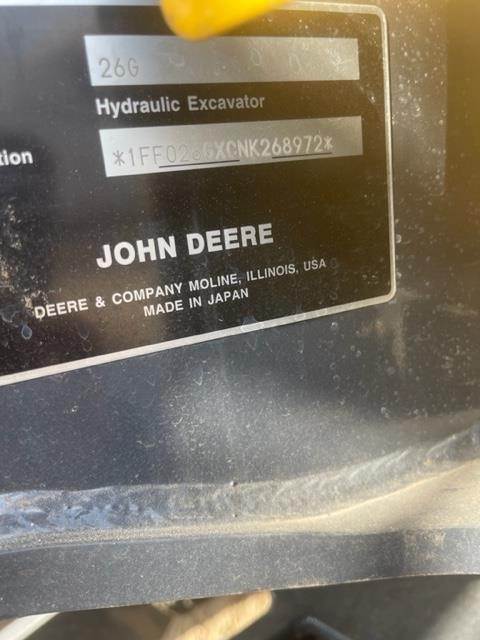 26G
Hydraulic Excavator
tion
*1FF026GXCNK268972*
JOHN DEERE
DEERE & COMPANY MOLINE, ILLINOIS, USA
MADE IN JAPAN